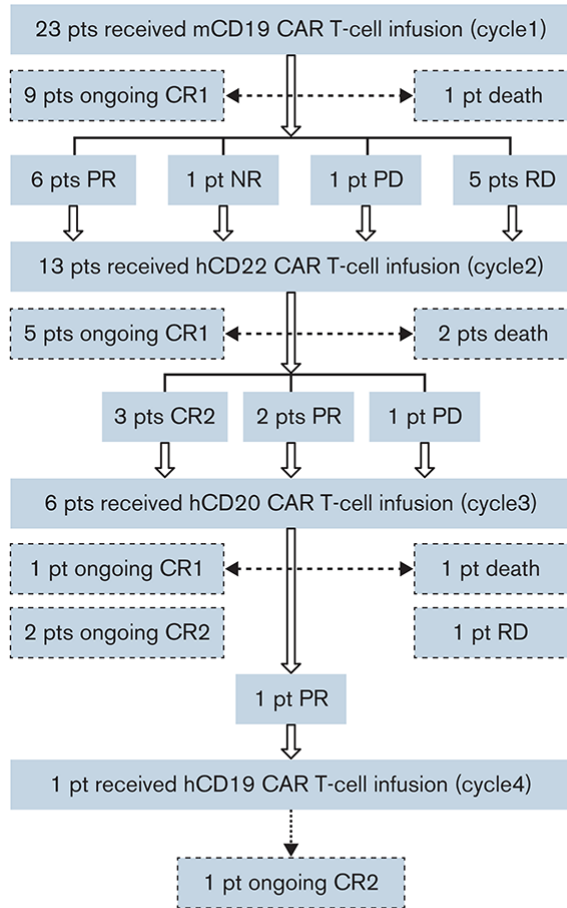 23 pts received mCD19 CAR T-cell infusion (cycle1)
9 pts ongoing CR1
1 pt death
6 pts PR
1 pt NR
1 pt PD
5 pts RD
13 pts received hCD22 CAR T-cell infusion (cycle2)
5 pts ongoing CR1
2 pts death
3 pts CR2
2 pts PR
1 pt PD
6 pts received hCD20 CAR T-cell infusion (cycle3)
1 pt ongoing CR1
1 pt death
2 pts ongoing CR2
1 pt RD
1 pt PR
1 pt received hCD19 CAR T-cell infusion (cycle4)
1 pt ongoing CR2